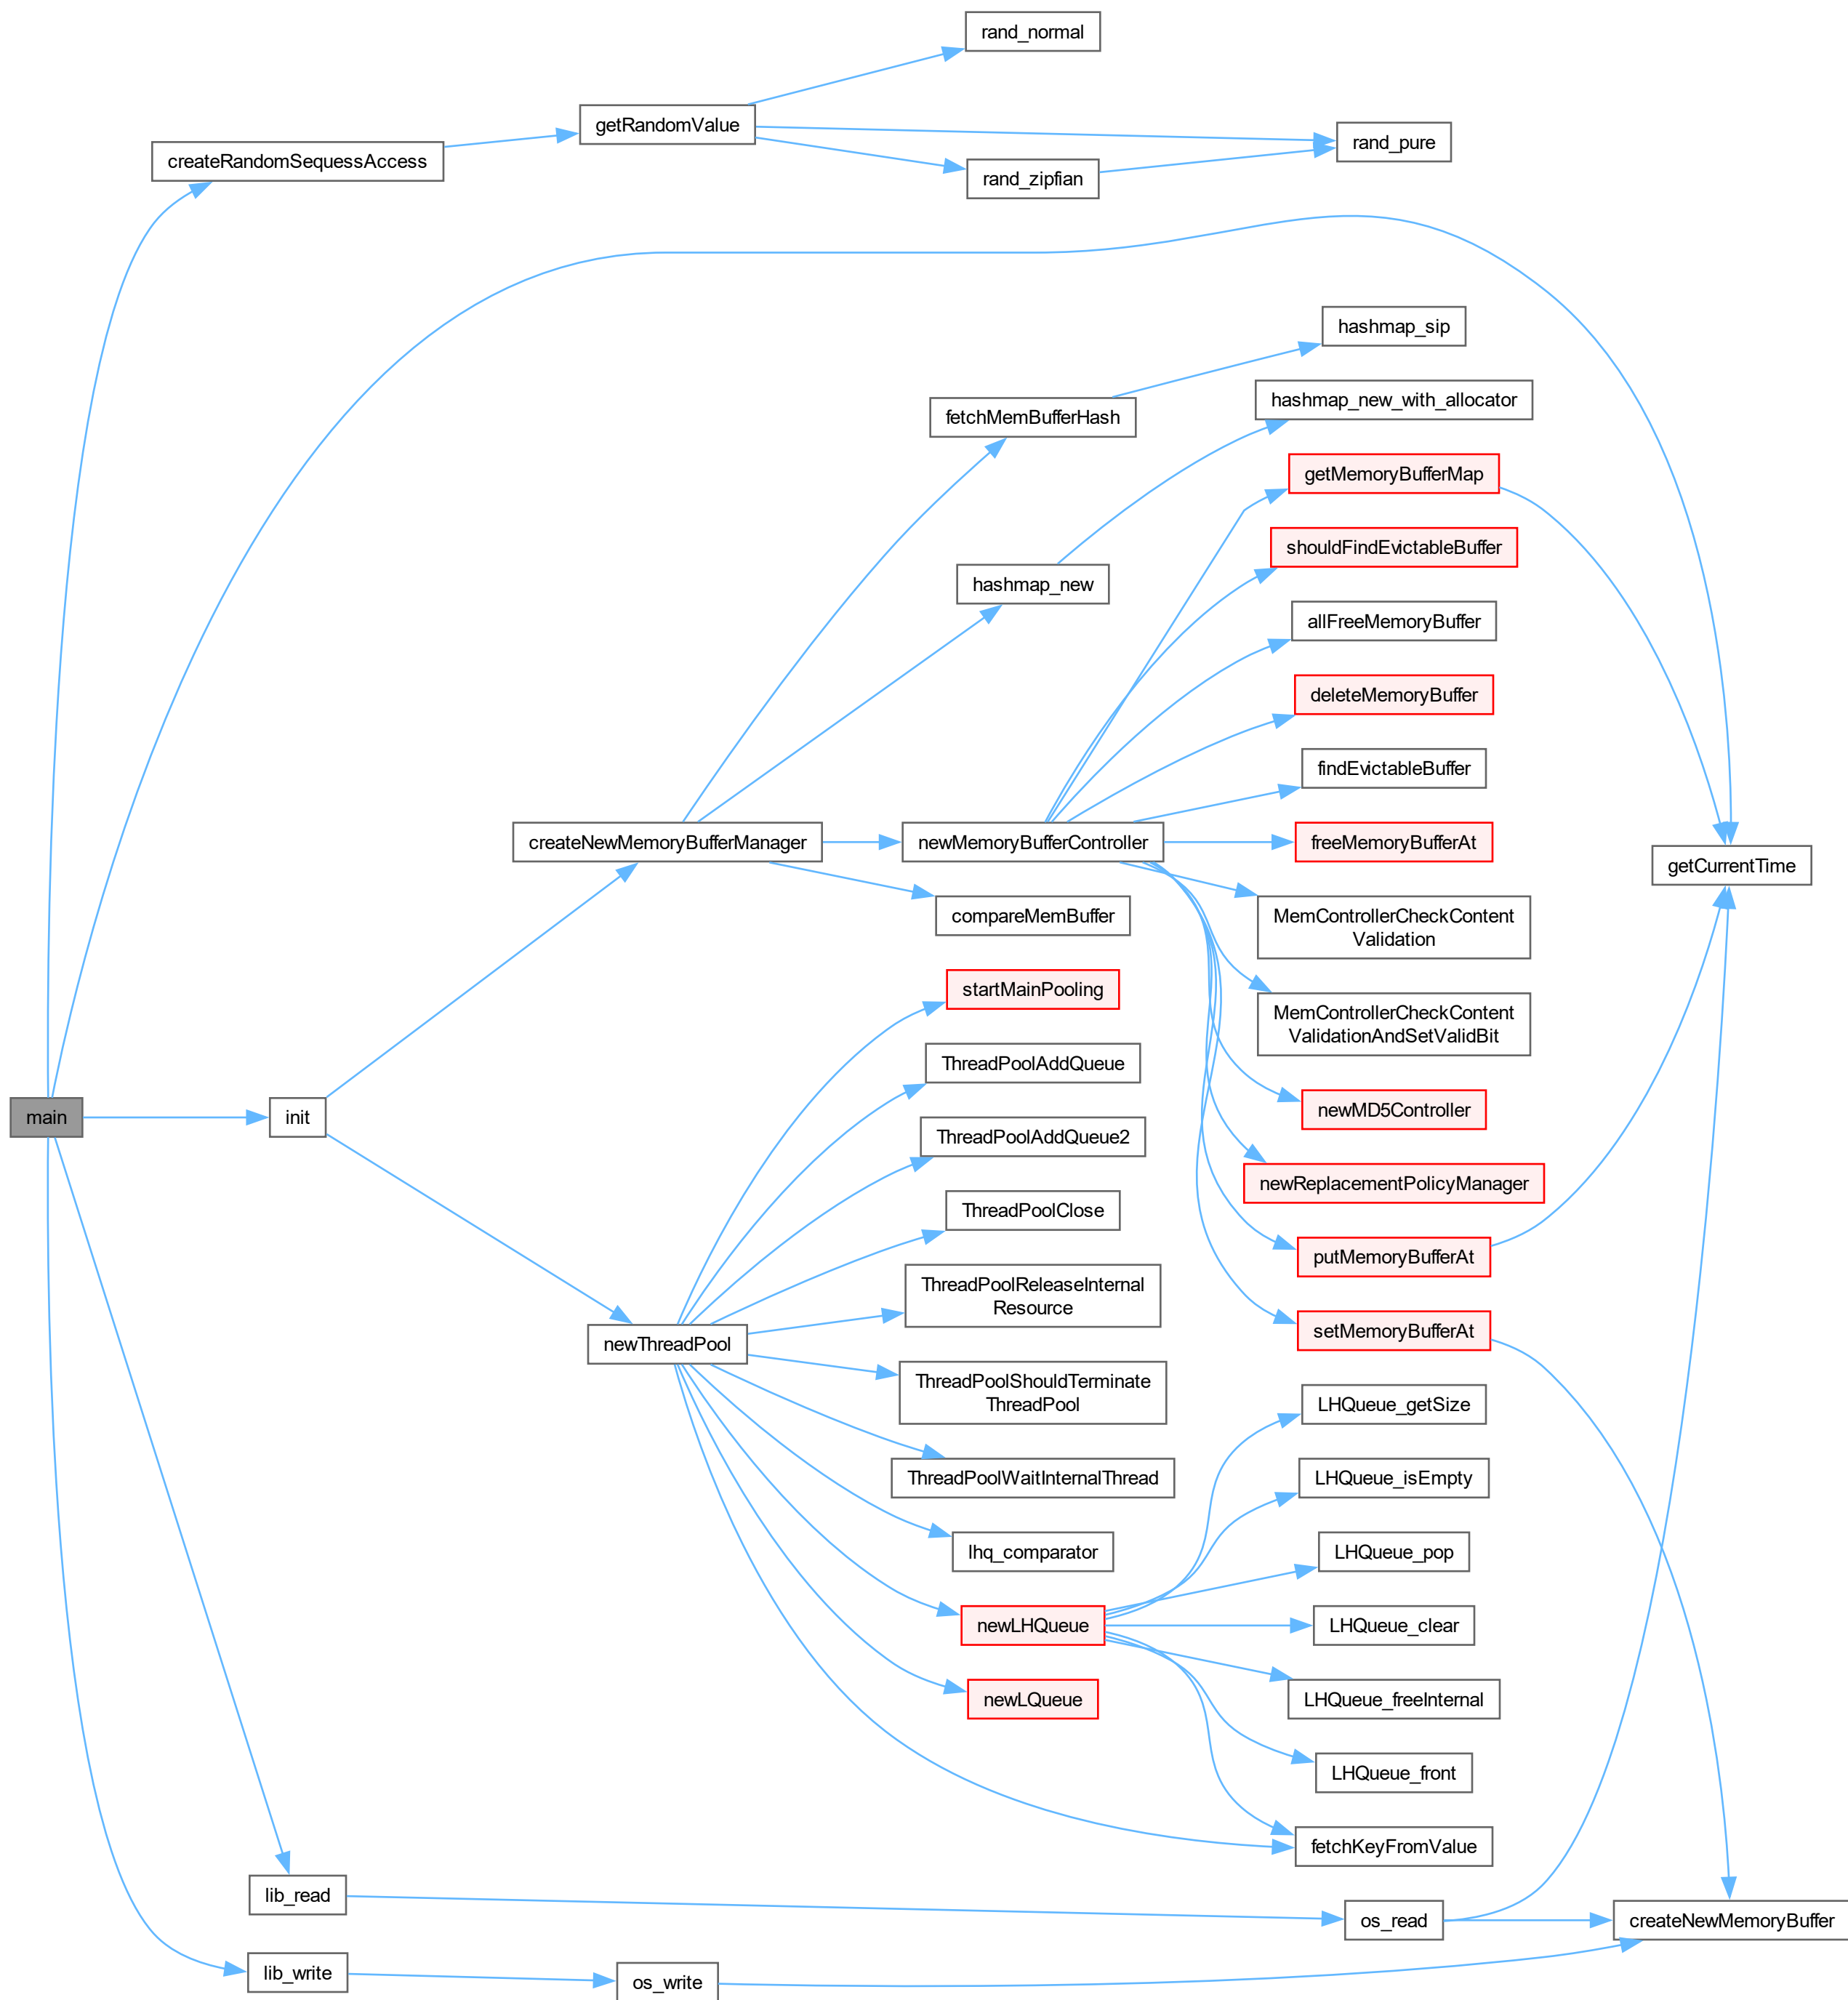 rand_normal
getRandomValue
rand_pure
createRandomSequessAccess
rand_zipfian
hashmap_sip
hashmap_new_with_allocator
fetchMemBufferHash
getMemoryBufferMap
shouldFindEvictableBuffer
hashmap_new
allFreeMemoryBuffer
deleteMemoryBuffer
findEvictableBuffer
createNewMemoryBufferManager
newMemoryBufferController
freeMemoryBufferAt
getCurrentTime
compareMemBuffer
MemControllerCheckContent
Validation
startMainPooling
MemControllerCheckContent
ValidationAndSetValidBit
ThreadPoolAddQueue
main
init
newMD5Controller
ThreadPoolAddQueue2
newReplacementPolicyManager
ThreadPoolClose
putMemoryBufferAt
ThreadPoolReleaseInternal
Resource
setMemoryBufferAt
newThreadPool
ThreadPoolShouldTerminate
ThreadPool
LHQueue_getSize
ThreadPoolWaitInternalThread
LHQueue_isEmpty
lhq_comparator
LHQueue_pop
newLHQueue
LHQueue_clear
newLQueue
LHQueue_freeInternal
LHQueue_front
fetchKeyFromValue
lib_read
os_read
createNewMemoryBuffer
lib_write
os_write